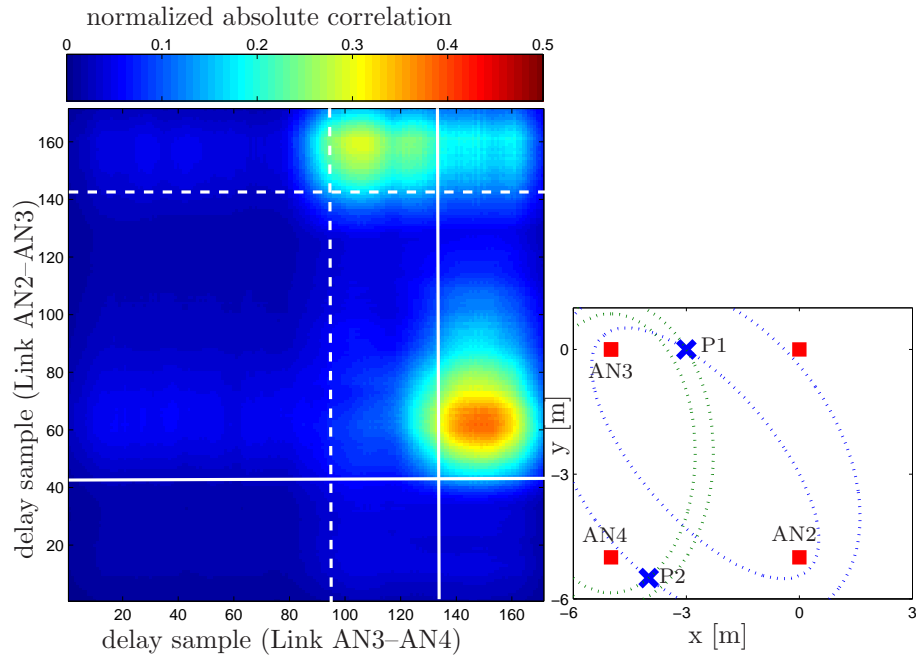 normalized absolute correlation
0 0.1 0.2 0.3 0.4 0.5
delay sample (Link AN2–AN3)
160
140
120
100
80
60
40
20
20 40 60 80 100 120 140 160
delay sample (Link AN3–AN4)
y [m]
0
−3
−6
P1
AN3
AN4
AN2
P2
−6 −3 0 3
x [m]